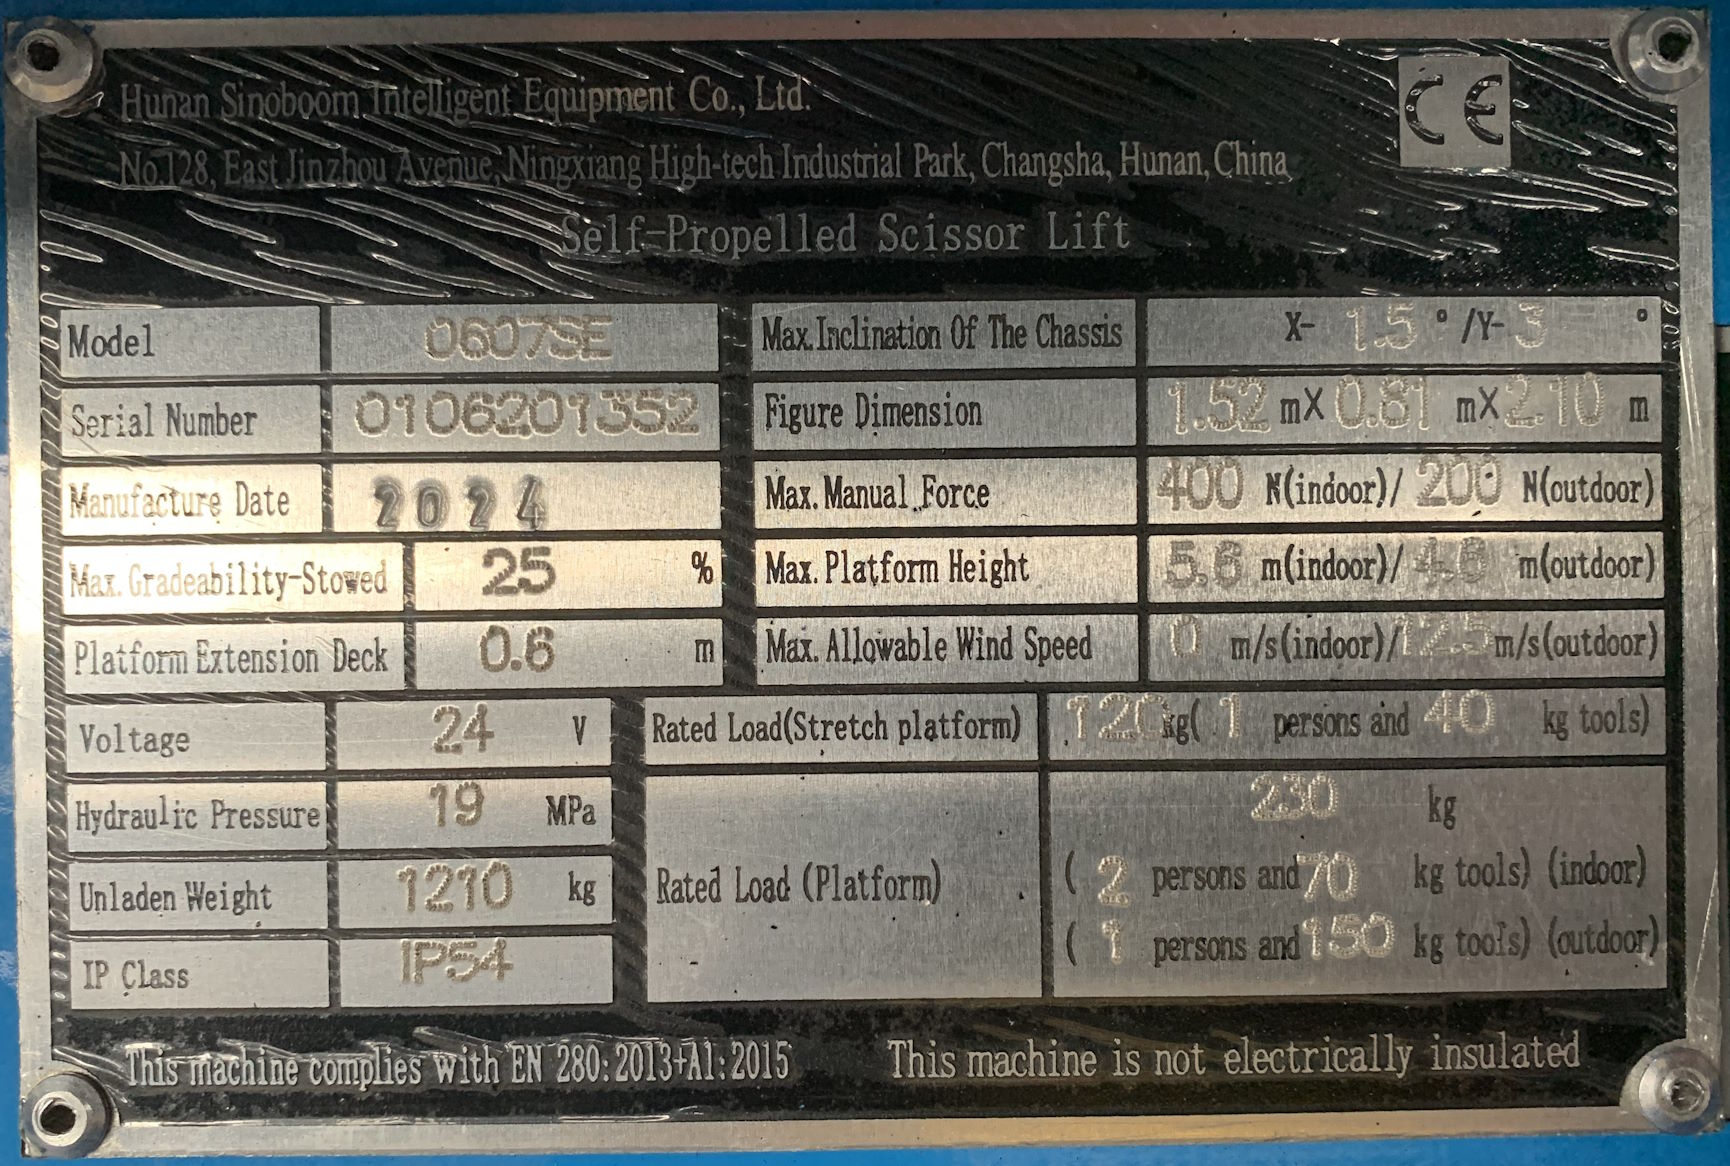 Hunan Sinoboom Intelligent Equipment Co., Ltd.
CE
No.128, East Jinzhou Avenue, Ningxiang High-tech Industrial Park, Changsha, Hunan, China
Self-Propelled Scissor Lift
Model 0607SE
Serial Number 0106201352
Manufacture Date 2024
Max. Gradeability-Stowed 25 %
Platform Extension Deck 0.6 m
Max. Inclination Of The Chassis X- 1.5 ° /Y- 3 °
Figure Dimension 1.52 mX 0.81 mX 2.10 m
Max. Manual Force 400 N(indoor)/ 200 N(outdoor)
Max. Platform Height 5.6 m(indoor)/ 4.6 m(outdoor)
Max. Allowable Wind Speed 0 m/s(indoor)/ 12.5 m/s(outdoor)
Voltage 24 V
Hydraulic Pressure 19 MPa
Unladen Weight 1210 kg
IP Class IP54
Rated Load(Stretch platform) 120 kg( 1 persons and 40 kg tools)
Rated Load (Platform) 230 kg
( 2 persons and 70 kg tools) (indoor)
( 1 persons and 150 kg tools) (outdoor)
This machine complies with EN 280:2013+A1:2015
This machine is not electrically insulated